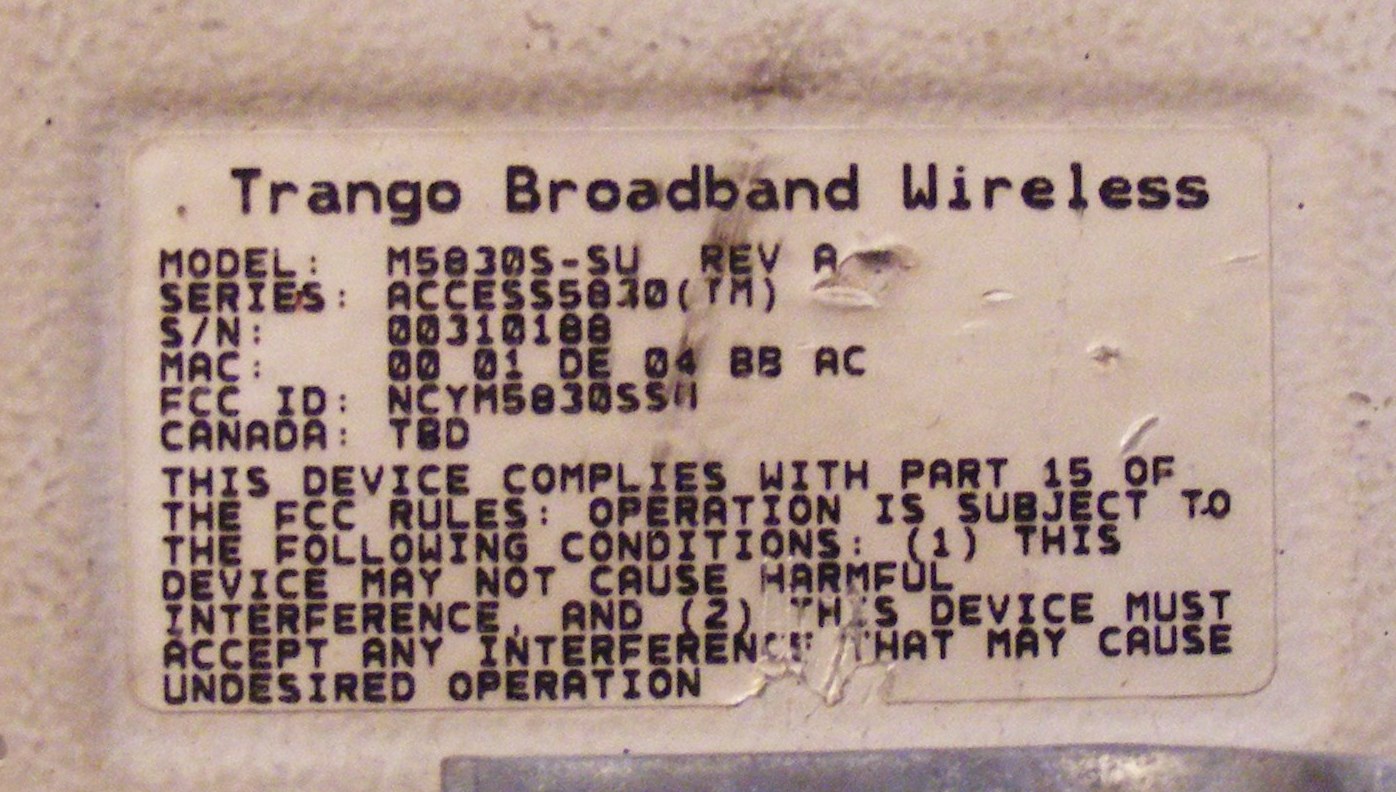 Trango Broadband Wireless
MODEL: M5830S-SU REV A
SERIES: ACCESS5830(TM)
S/N: 00310188
MAC: 00 01 DE 04 BB AC
FCC ID:
CANADA: TBD
THIS DEVICE COMPLIES WITH PART 15 OF
THE FCC RULES: OPERATION IS SUBJECT TO
THE FOLLOWING CONDITIONS: (1) THIS
DEVICE MAY NOT CAUSE HARMFUL
INTERFERENCE, AND (2) THIS DEVICE MUST
ACCEPT ANY INTERFERENCE THAT MAY CAUSE
UNDESIRED OPERATION